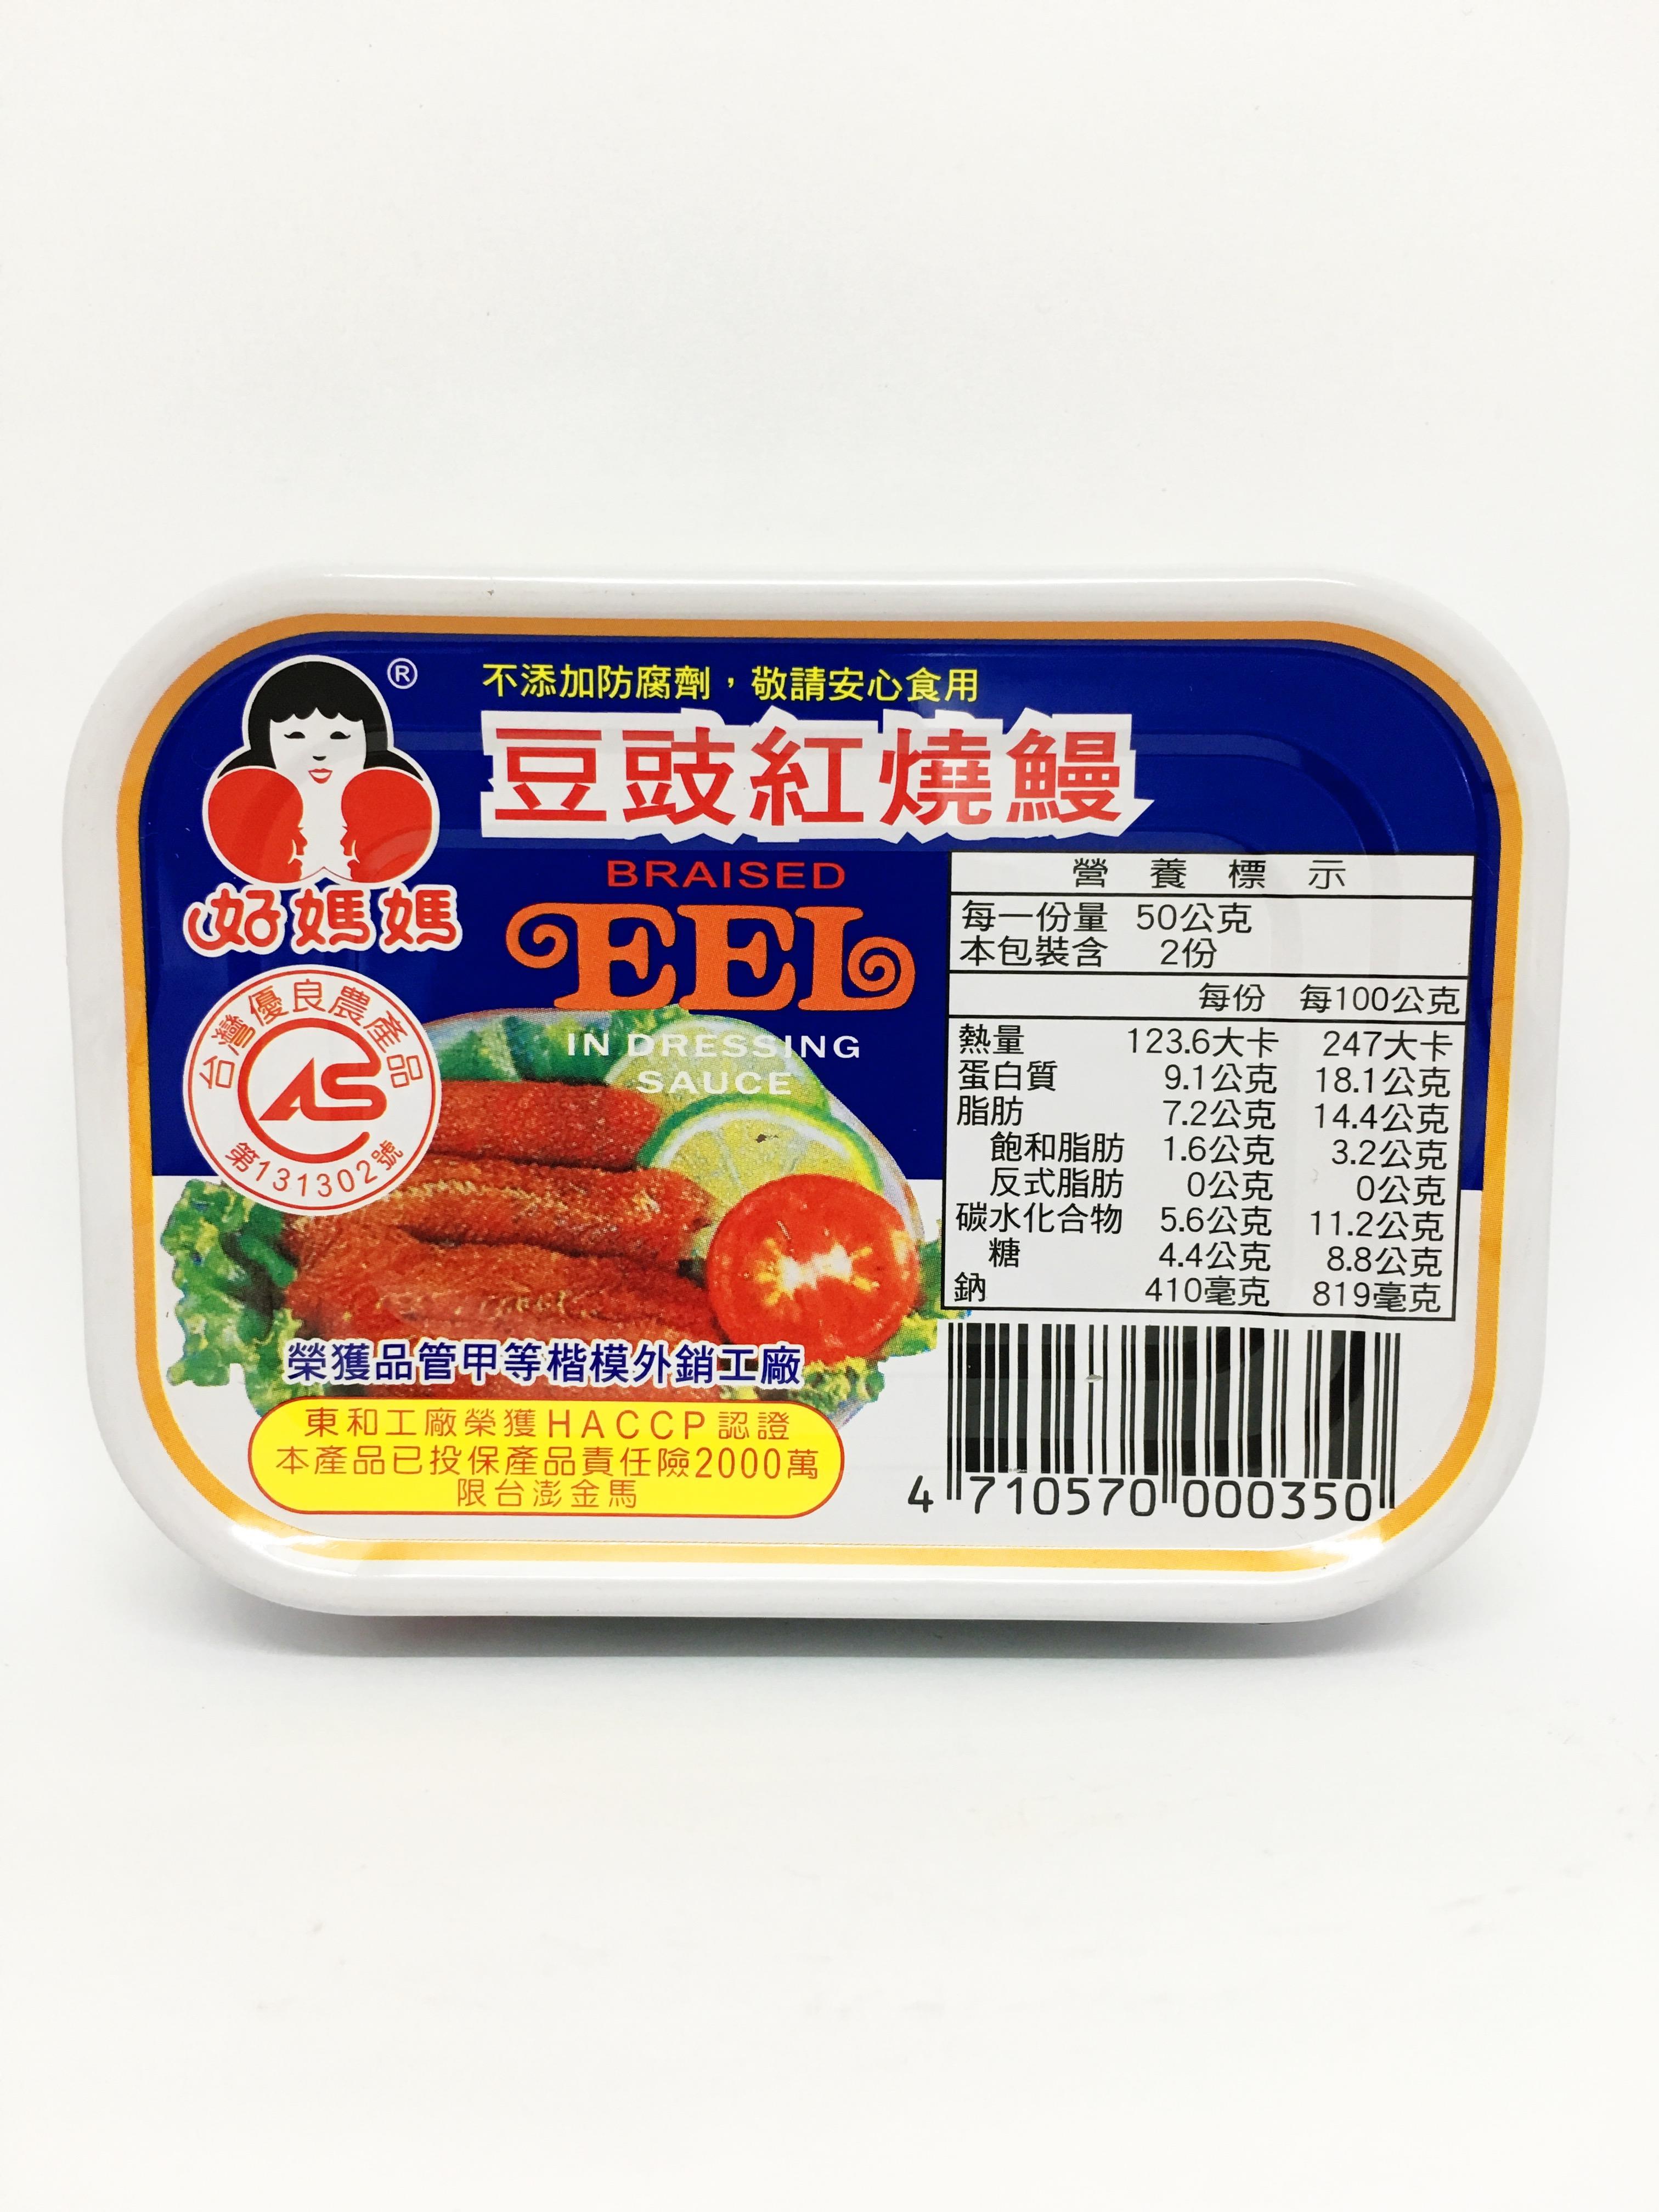 ®
不添加防腐劑，敬請安心食用
豆豉紅燒鰻
好媽媽
BRAISED
EEL
IN DRESSING
SAUCE
台灣優良農產品
CAS
第131302號
營養標示
每一份量 50公克
本包裝含 2份
每份 每100公克
熱量 123.6大卡 247大卡
蛋白質 9.1公克 18.1公克
脂肪 7.2公克 14.4公克
飽和脂肪 1.6公克 3.2公克
反式脂肪 0公克 0公克
碳水化合物 5.6公克 11.2公克
糖 4.4公克 8.8公克
鈉 410毫克 819毫克
榮獲品管甲等楷模外銷工廠
東和工廠榮獲HACCP認證
本產品已投保產品責任險2000萬
限台澎金馬
4 710570 000350